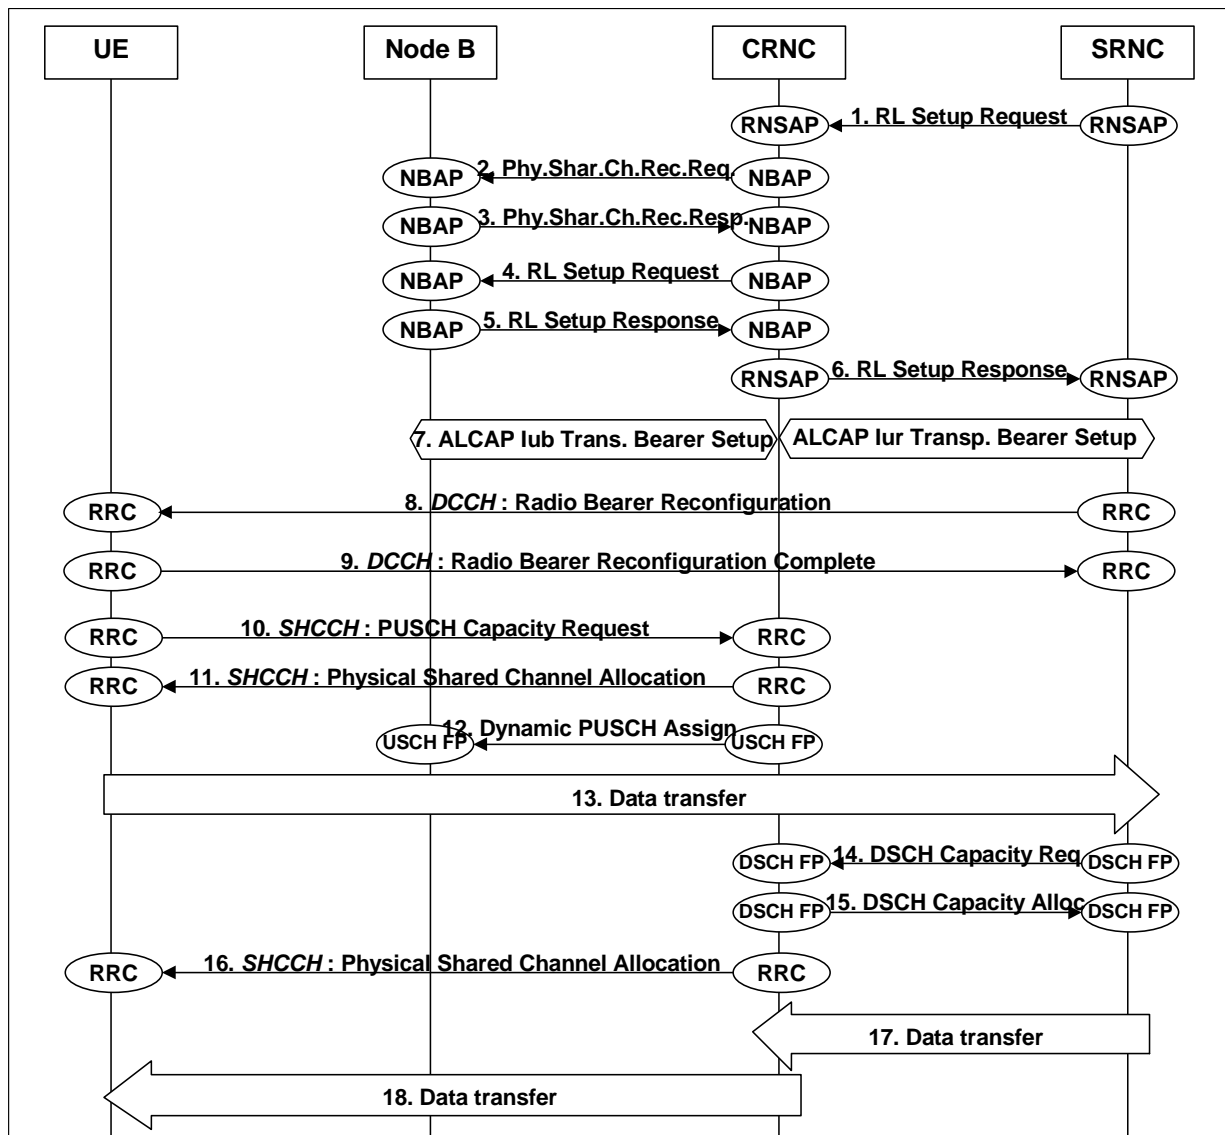 UE Node B CRNC SRNC
RNSAP 1. RL Setup Request RNSAP
NBAP 2. Phy.Shar.Ch.Rec.Req. NBAP
NBAP 3. Phy.Shar.Ch.Rec.Resp. NBAP
NBAP 4. RL Setup Request NBAP
NBAP 5. RL Setup Response NBAP
RNSAP 6. RL Setup Response RNSAP
7. ALCAP Iub Trans. Bearer Setup ALCAP Iur Transp. Bearer Setup
RRC 8. DCCH : Radio Bearer Reconfiguration RRC
RRC 9. DCCH : Radio Bearer Reconfiguration Complete RRC
RRC 10. SHCCH : PUSCH Capacity Request RRC
RRC 11. SHCCH : Physical Shared Channel Allocation RRC
USCH FP 12. Dynamic PUSCH Assign USCH FP
13. Data transfer
DSCH FP 14. DSCH Capacity Req DSCH FP
DSCH FP 15. DSCH Capacity Alloc DSCH FP
RRC 16. SHCCH : Physical Shared Channel Allocation RRC
17. Data transfer
18. Data transfer